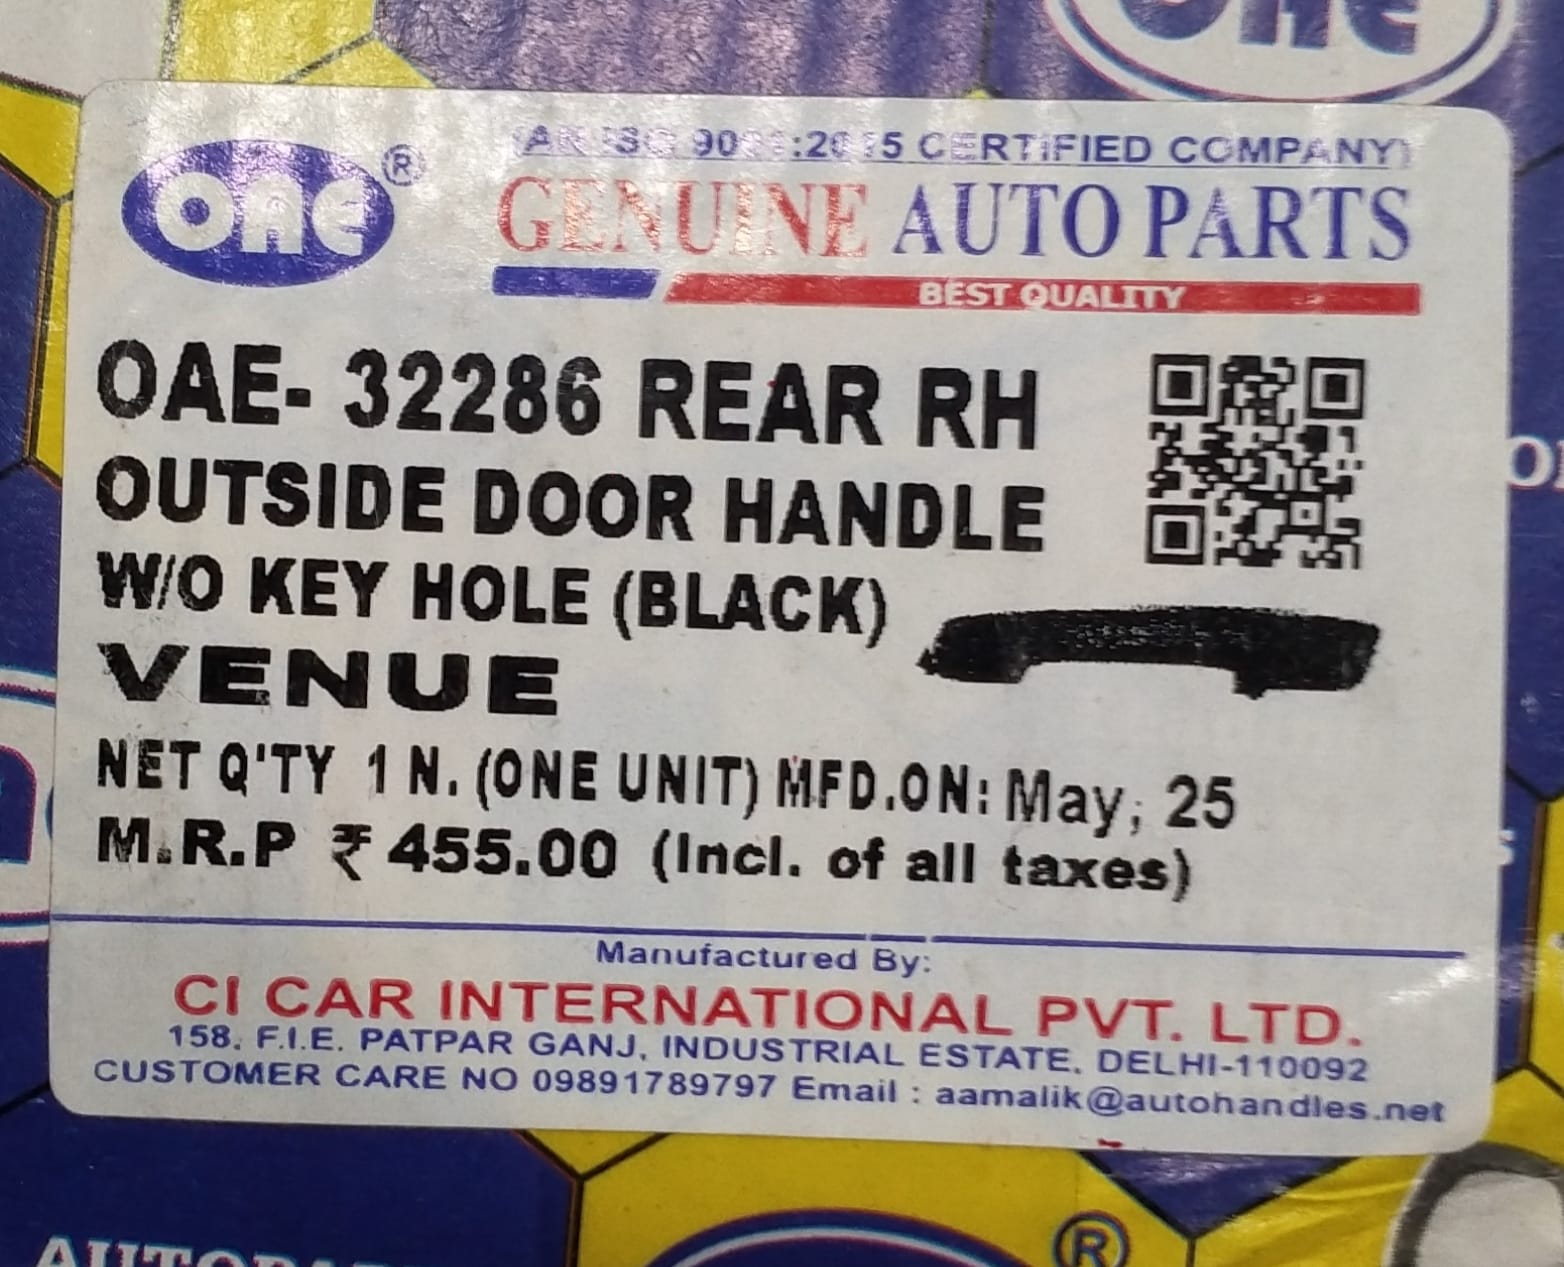 OAE
OAE ®
(AN ISO 9001:2015 CERTIFIED COMPANY)
GENUINE AUTO PARTS
BEST QUALITY
OAE- 32286 REAR RH
OUTSIDE DOOR HANDLE
W/O KEY HOLE (BLACK)
VENUE
NET Q'TY 1 N. (ONE UNIT) MFD.ON: May, 25
M.R.P ₹ 455.00 (Incl. of all taxes)
Manufactured By:
CI CAR INTERNATIONAL PVT. LTD.
158, F.I.E. PATPAR GANJ, INDUSTRIAL ESTATE, DELHI-110092
CUSTOMER CARE NO 09891789797 Email : aamalik@autohandles.net
®